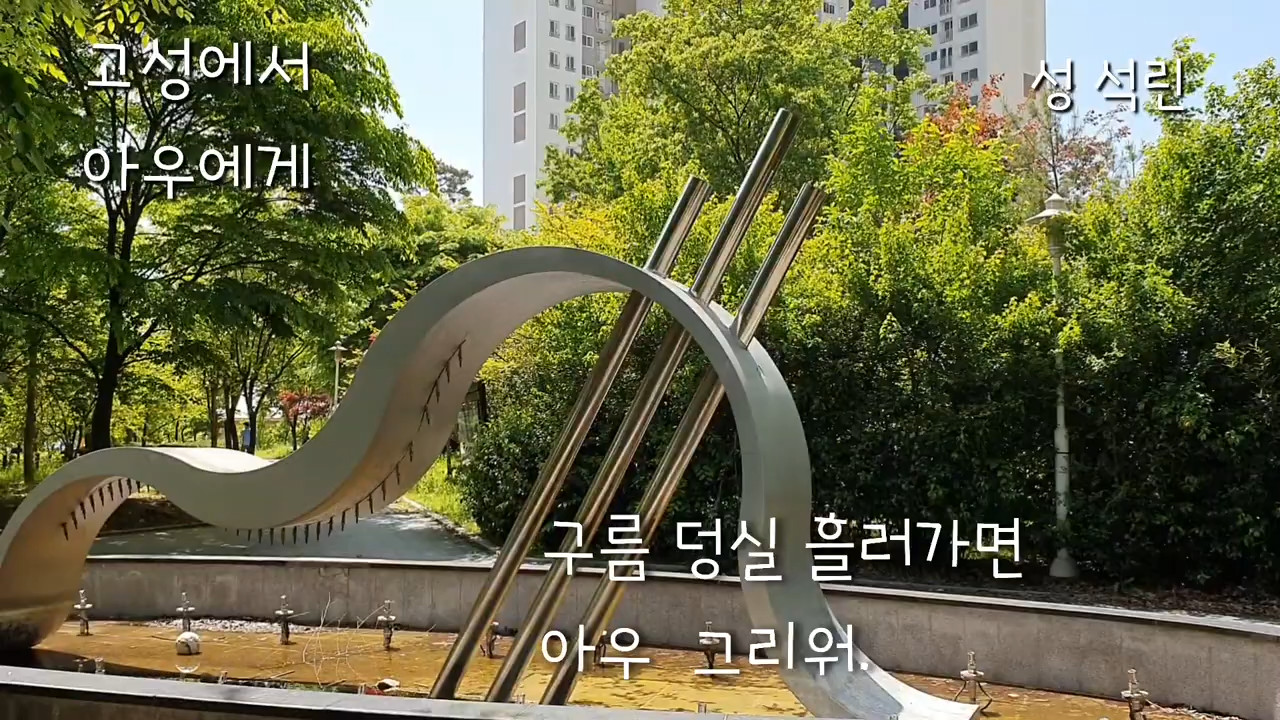 고성에서
아우에게
성 석린
구름 덩실 흘러가면
아우 그리워.